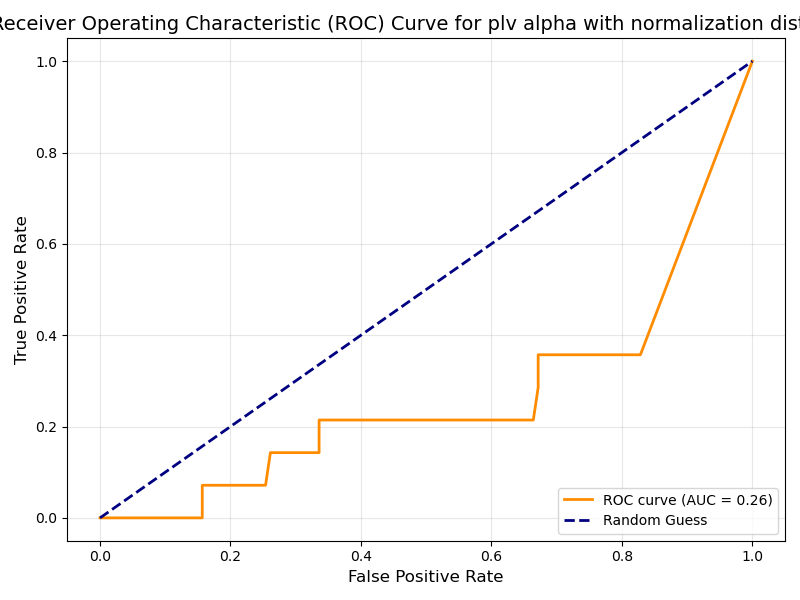 Receiver Operating Characteristic (ROC) Curve for plv alpha with normalization dist
1.0
0.8
0.6
0.4
0.2
0.0
True Positive Rate
0.0 0.2 0.4 0.6 0.8 1.0
False Positive Rate
ROC curve (AUC = 0.26)
Random Guess